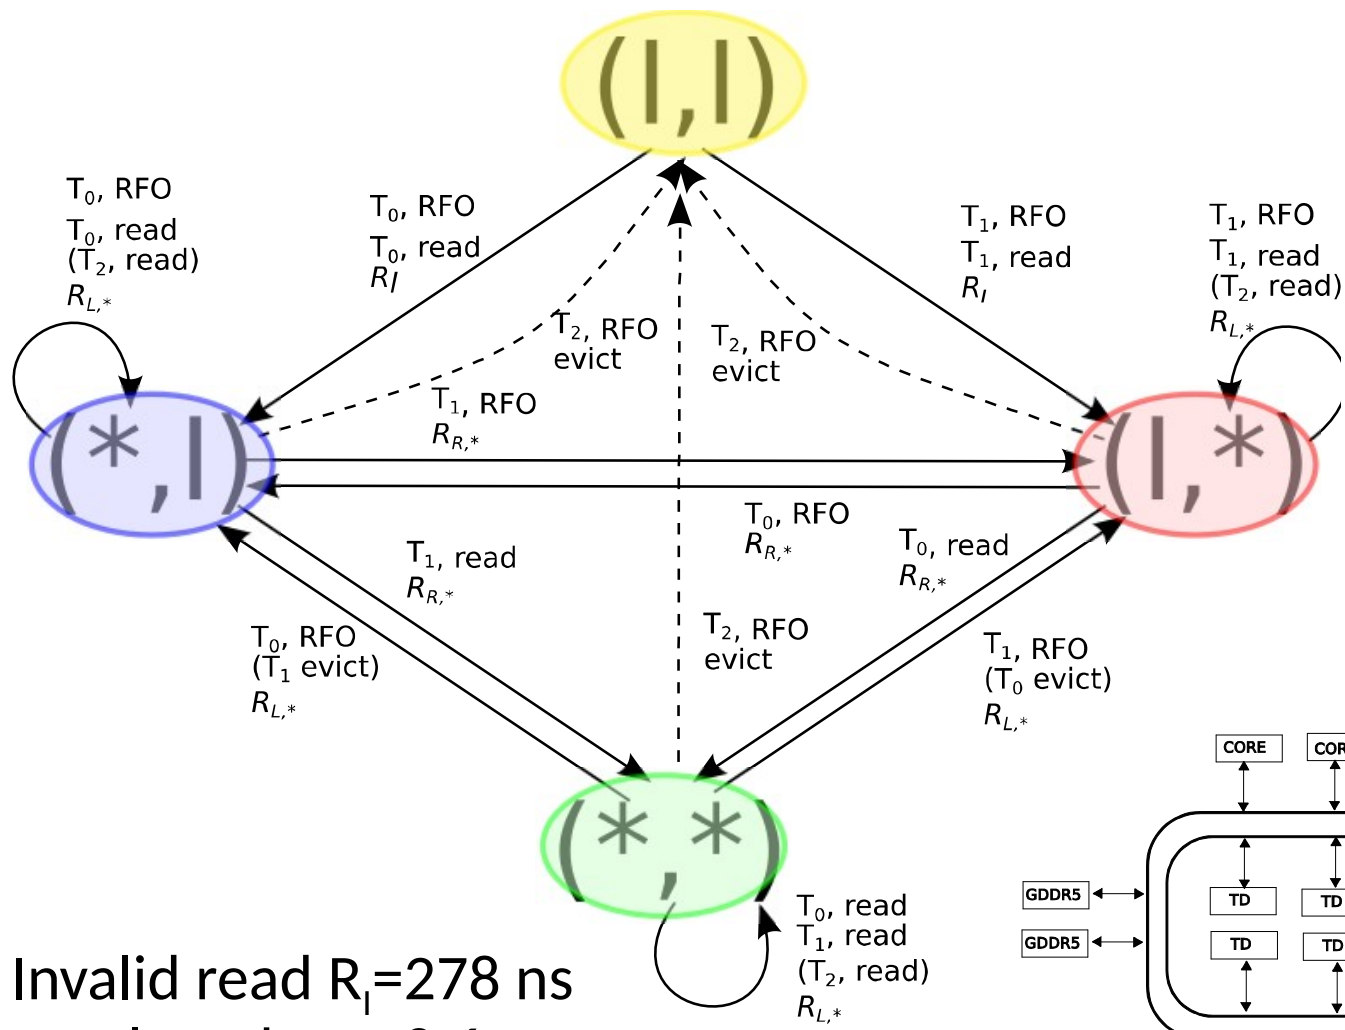 (I,I)
T0, RFO
T0, read
(T2, read)
RL,*
T0, RFO
T0, read
RI
T1, RFO
T1, read
RI
T1, RFO
T1, read
(T2, read)
RL,*
T2, RFO
evict
T2, RFO
evict
T1, RFO
RR,*
(*,I)
(I,*)
T0, RFO
RR,*
T1, read
RR,*
T0, read
RR,*
T0, RFO
(T1 evict)
RL,*
T2, RFO
evict
T1, RFO
(T0 evict)
RL,*
(*,*)
T0, read
T1, read
(T2, read)
RL,*
CORE
COR
GDDR5
TD
TD
GDDR5
TD
TD
Invalid read RI=278 ns